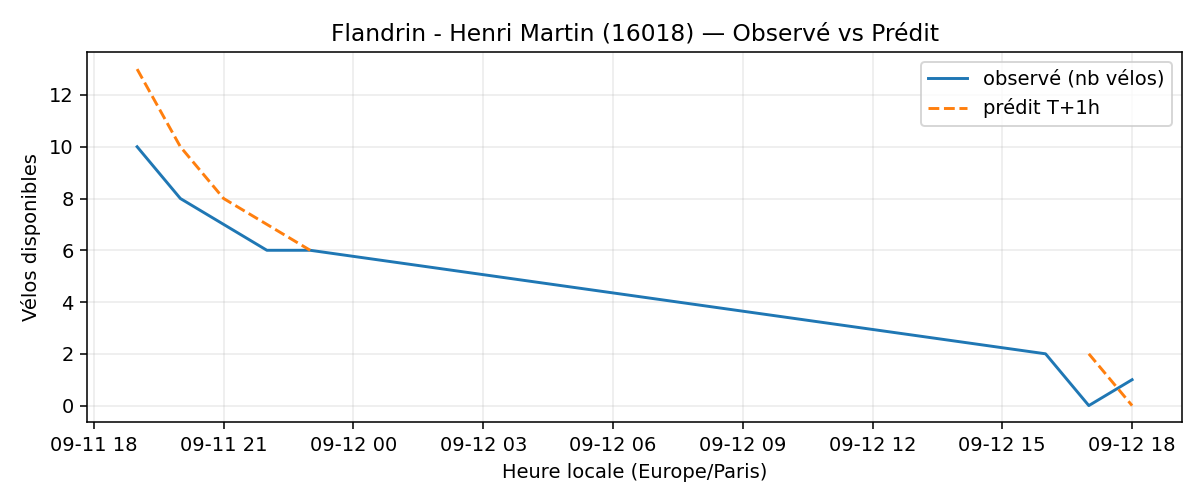 Flandrin - Henri Martin (16018) — Observé vs Prédit
observé (nb vélos)
prédit T+1h
Vélos disponibles
12
10
8
6
4
2
0
09-11 18 09-11 21 09-12 00 09-12 03 09-12 06 09-12 09 09-12 12 09-12 15 09-12 18
Heure locale (Europe/Paris)